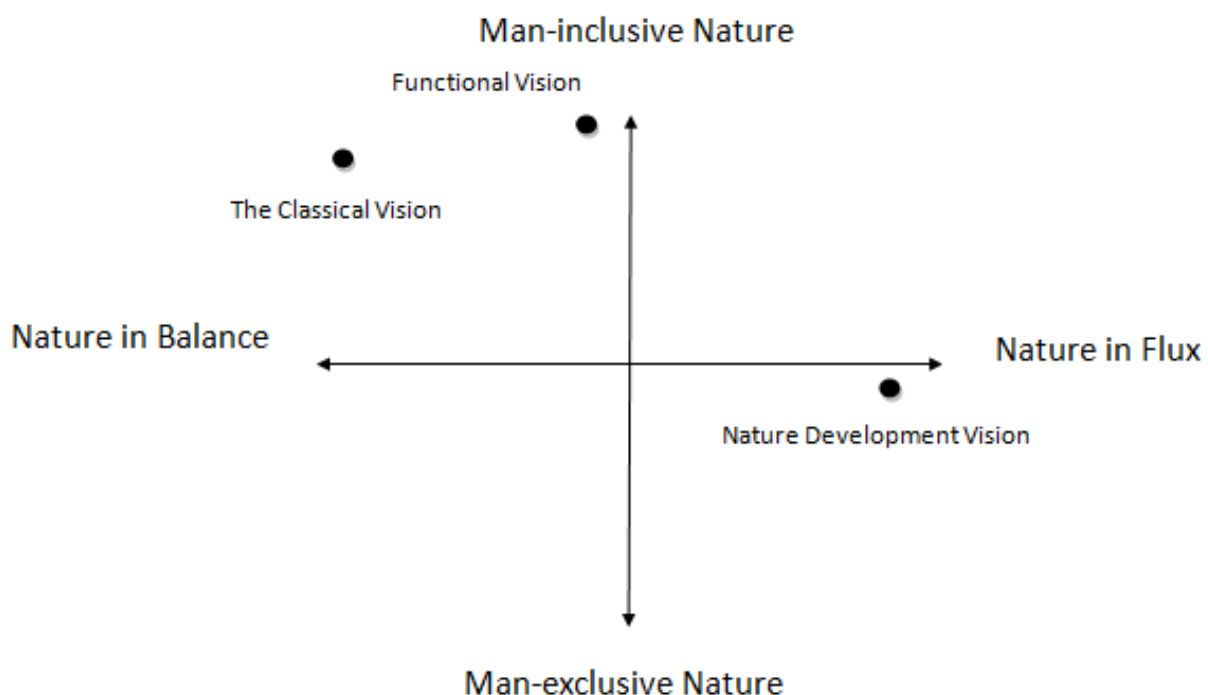 Man-inclusive Nature
Functional Vision
The Classical Vision
Nature in Balance
Nature in Flux
Nature Development Vision
Man-exclusive Nature